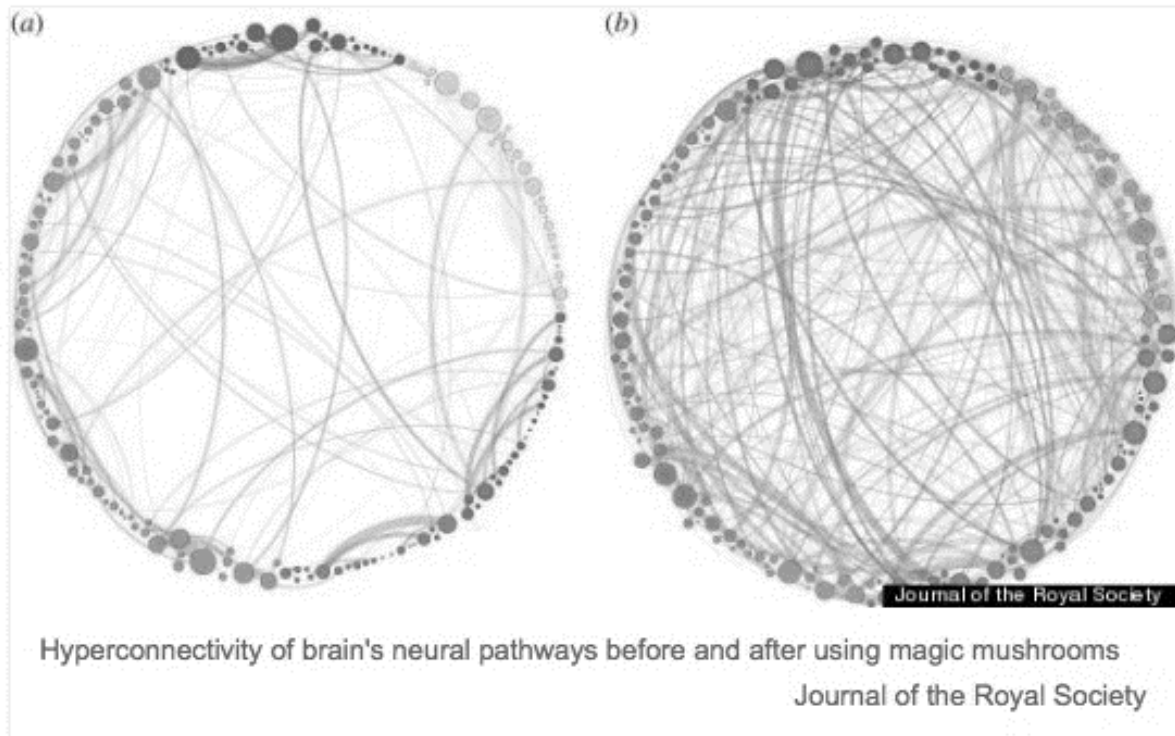 (a)
(b)
Journal of the Royal Society
Hyperconnectivity of brain's neural pathways before and after using magic mushrooms
Journal of the Royal Society